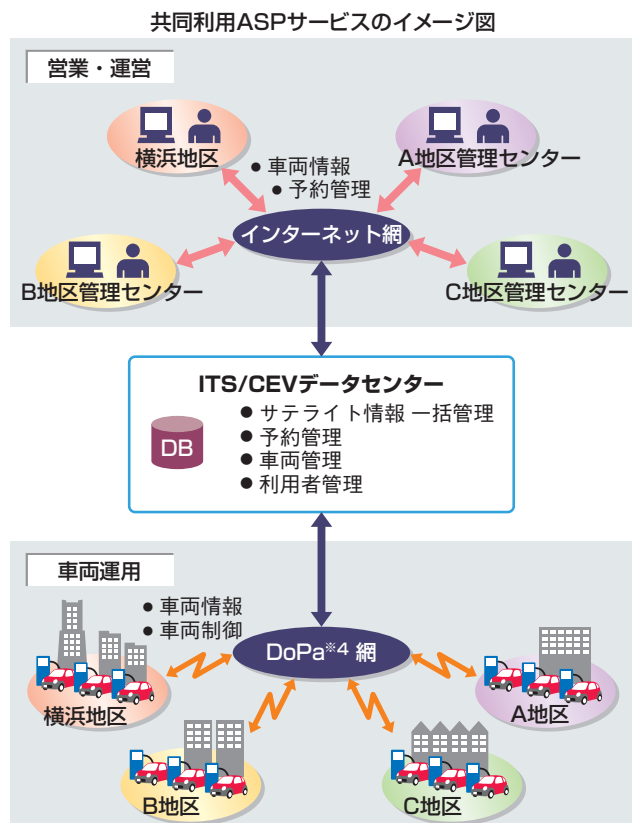 共同利用ASPサービスのイメージ図
営業・運営
横浜地区
A地区管理センター
● 車両情報
● 予約管理
インターネット網
B地区管理センター
C地区管理センター
ITS/CEVデータセンター
DB
● サテライト情報 一括管理
● 予約管理
● 車両管理
● 利用者管理
車両運用
● 車両情報
● 車両制御
DoPa※4 網
横浜地区
A地区
B地区
C地区